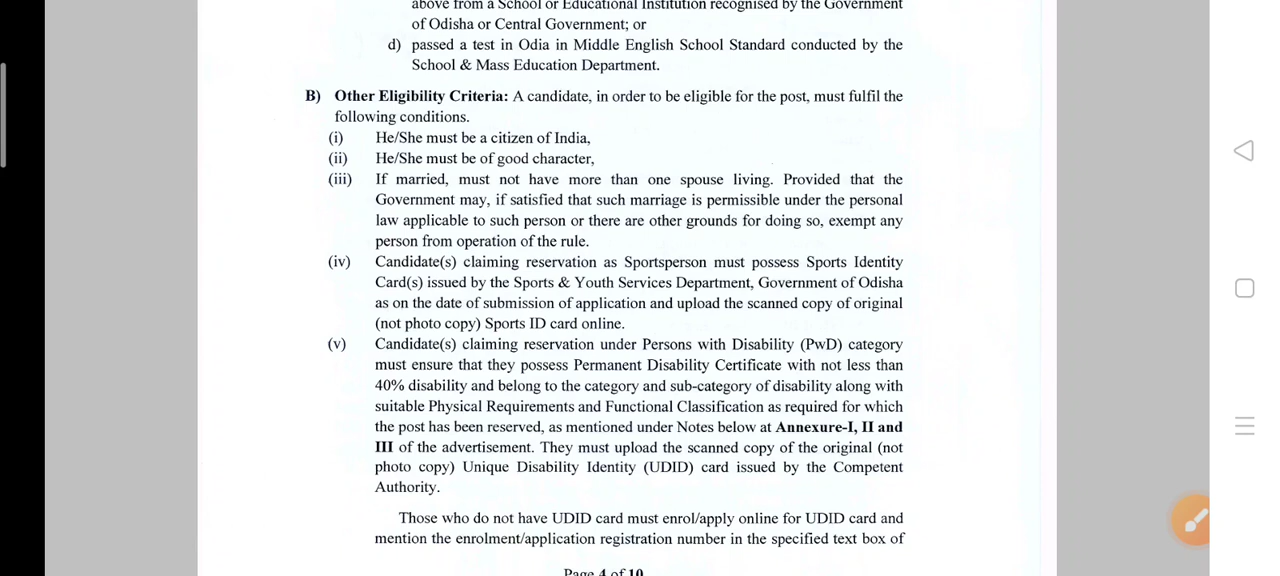 above from a School or Educational Institution recognised by the Government
of Odisha or Central Government; or
d) passed a test in Odia in Middle English School Standard conducted by the
School & Mass Education Department.
B) Other Eligibility Criteria: A candidate, in order to be eligible for the post, must fulfil the
following conditions.
(i) He/She must be a citizen of India,
(ii) He/She must be of good character,
(iii) If married, must not have more than one spouse living. Provided that the
Government may, if satisfied that such marriage is permissible under the personal
law applicable to such person or there are other grounds for doing so, exempt any
person from operation of the rule.
(iv) Candidate(s) claiming reservation as Sportsperson must possess Sports Identity
Card(s) issued by the Sports & Youth Services Department, Government of Odisha
as on the date of submission of application and upload the scanned copy of original
(not photo copy) Sports ID card online.
(v) Candidate(s) claiming reservation under Persons with Disability (PwD) category
must ensure that they possess Permanent Disability Certificate with not less than
40% disability and belong to the category and sub-category of disability along with
suitable Physical Requirements and Functional Classification as required for which
the post has been reserved, as mentioned under Notes below at Annexure-I, II and
III of the advertisement. They must upload the scanned copy of the original (not
photo copy) Unique Disability Identity (UDID) card issued by the Competent
Authority.
Those who do not have UDID card must enrol/apply online for UDID card and
mention the enrolment/application registration number in the specified text box of
Page 4 of 10